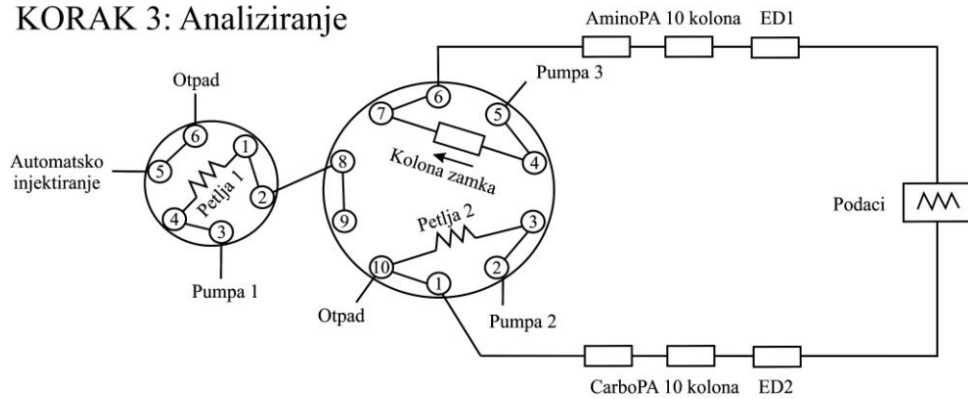 KORAK 3: Analiziranje
AminoPA 10 kolona ED1
Otpad
Pumpa 3
6
7
5
6
1
Automatsko
injektiranje
5
Petlja 1
2
4
3
8
Kolona zamka
4
9
Petlja 2
3
Podaci
10
1
2
Pumpa 1
Otpad
Pumpa 2
CarboPA 10 kolona ED2